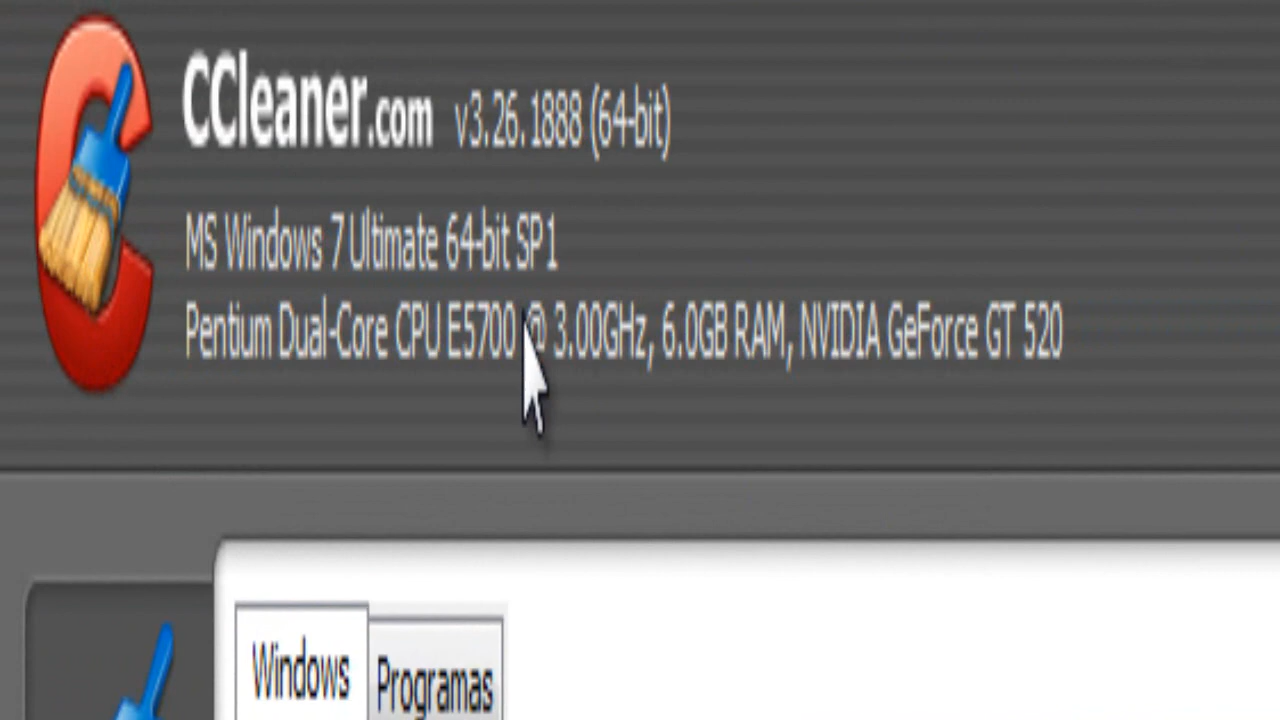 CCleaner.com v3.26.1888 (64-bit)
MS Windows 7 Ultimate 64-bit SP1
Pentium Dual-Core CPU E5700 @ 3.00GHz, 6.0GB RAM, NVIDIA GeForce GT 520
Windows Programas